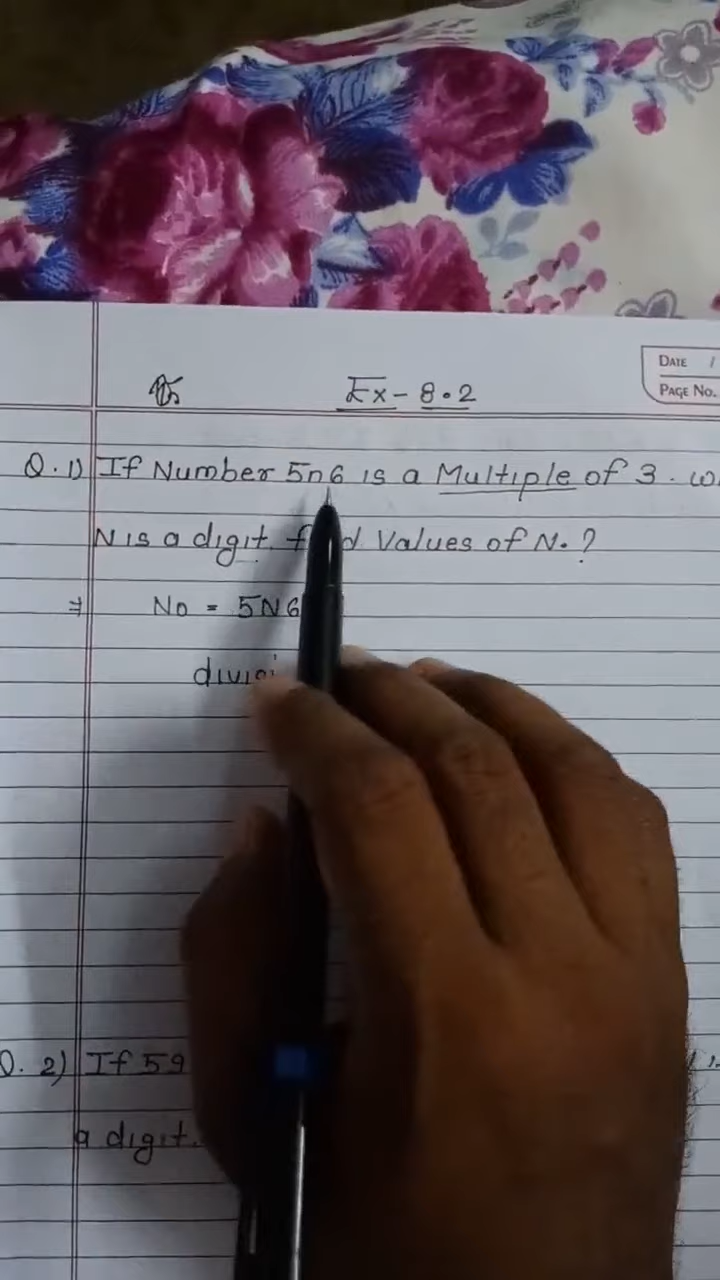 DATE /
PAGE NO.
Ex - 8.2
Q.1) If Number 5n6 is a Multiple of 3.
N is a digit. Values of N.?
⇒ No = 5N6
Q. 2) If 59
a digit.